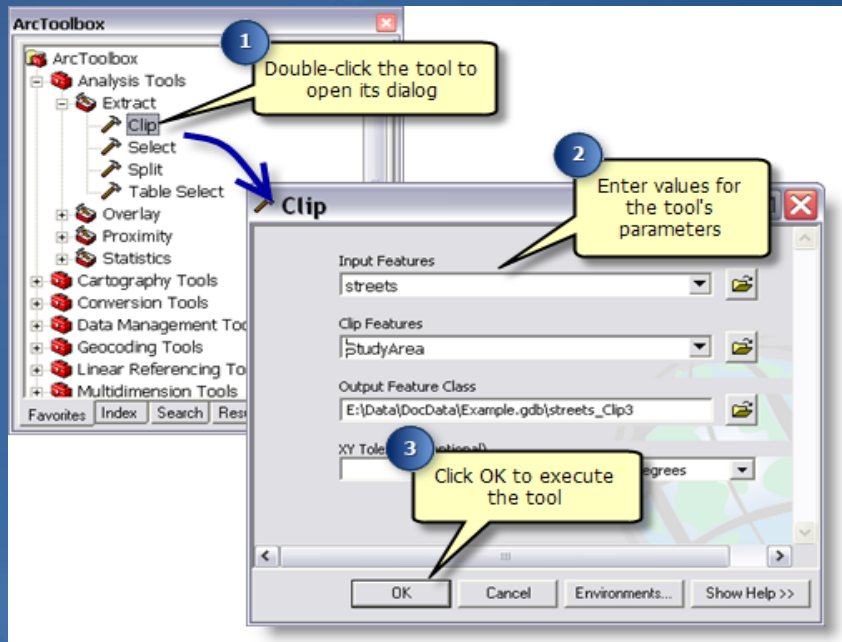 ArcToolbox
ArcToolbox
Analysis Tools
Extract
Clip
Select
Split
Table Select
Overlay
Proximity
Statistics
Cartography Tools
Conversion Tools
Data Management
Geocoding Tools
Linear Referencing
Multidimension Tools
Favorites Index Search
1
Double-click the tool to
open its dialog
Clip
2
Enter values for
the tool's
parameters
Input Features
streets
Clip Features
StudyArea
Output Feature Class
E:\Data\DocData\Example.gdb\streets_Clip3
XY
3
Click OK to execute
the tool
OK Cancel Environments... Show Help >>